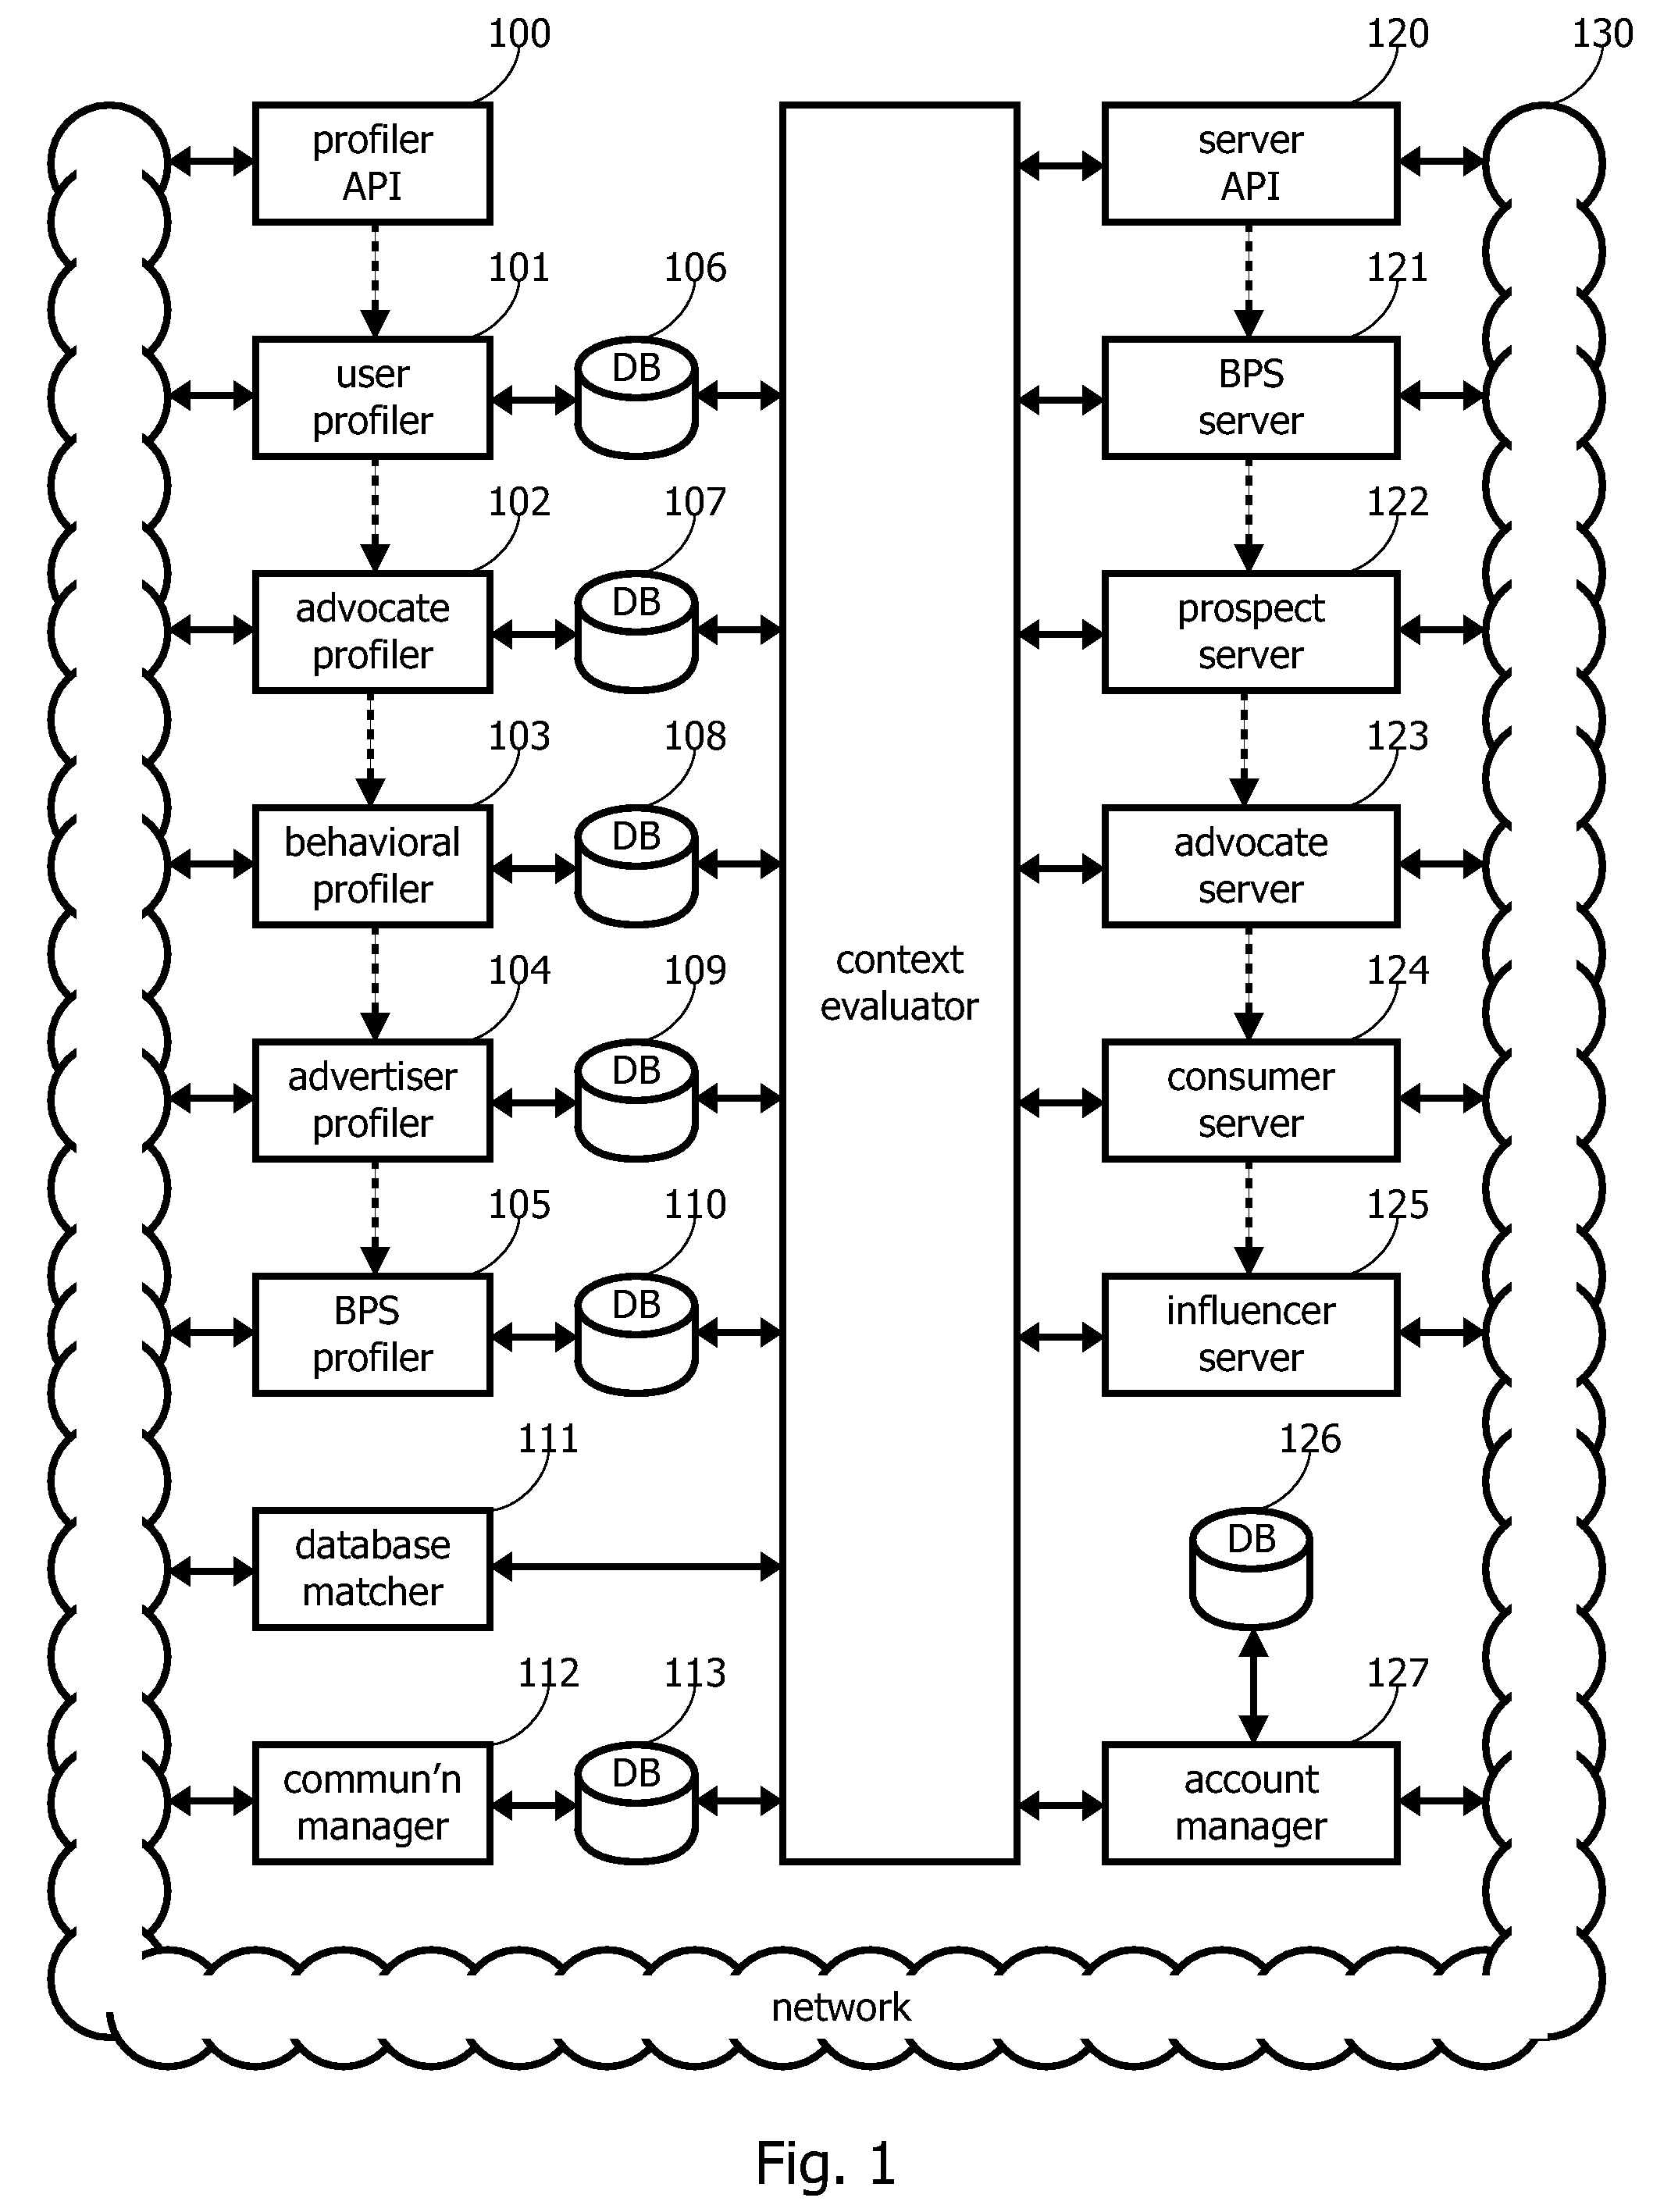 100
120
130
profiler
API
server
API
101
106
121
user
profiler
DB
BPS
server
102
107
122
advocate
profiler
DB
prospect
server
103
108
123
behavioral
profiler
DB
advocate
server
context
evaluator
104
109
124
advertiser
profiler
DB
consumer
server
105
110
125
BPS
profiler
DB
influencer
server
111
126
database
matcher
DB
112
113
127
commun’n
manager
DB
account
manager
network
Fig. 1